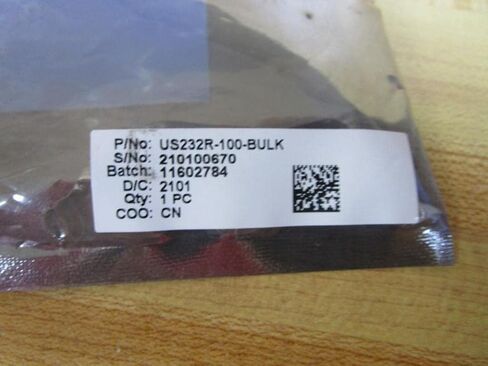 P/No: US232R-100-BULK
S/No: 210100670
Batch: 11602784
D/C: 2101
Qty: 1 PC
COO: CN